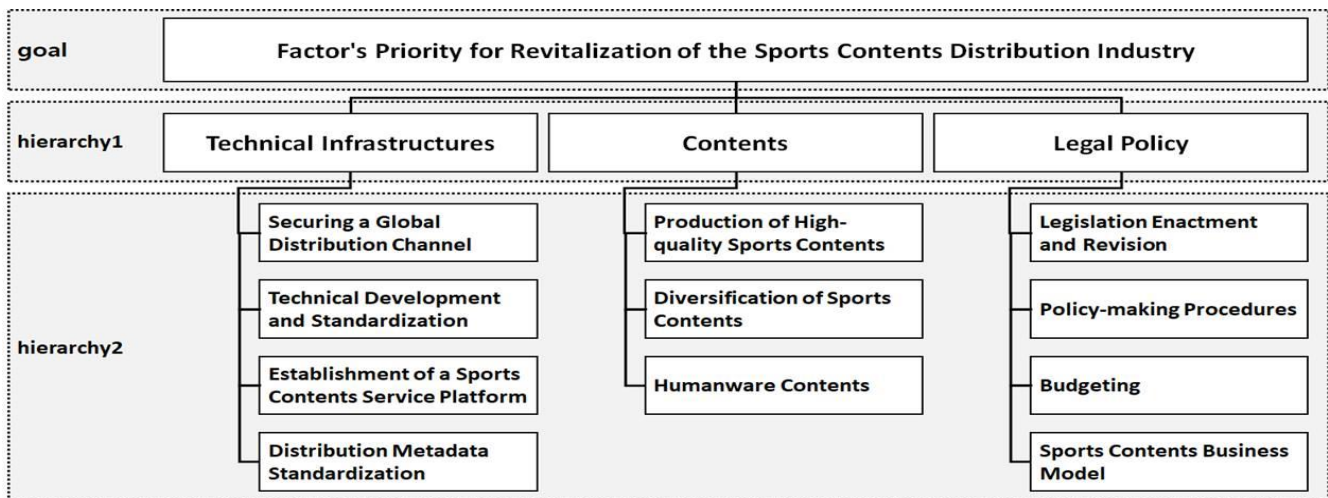 goal
Factor's Priority for Revitalization of the Sports Contents Distribution Industry
hierarchy1
Technical Infrastructures
Contents
Legal Policy
hierarchy2
Securing a Global
Distribution Channel
Technical Development
and Standardization
Establishment of a Sports
Contents Service Platform
Distribution Metadata
Standardization
Production of High-
quality Sports Contents
Diversification of Sports
Contents
Humanware Contents
Legislation Enactment
and Revision
Policy-making Procedures
Budgeting
Sports Contents Business
Model